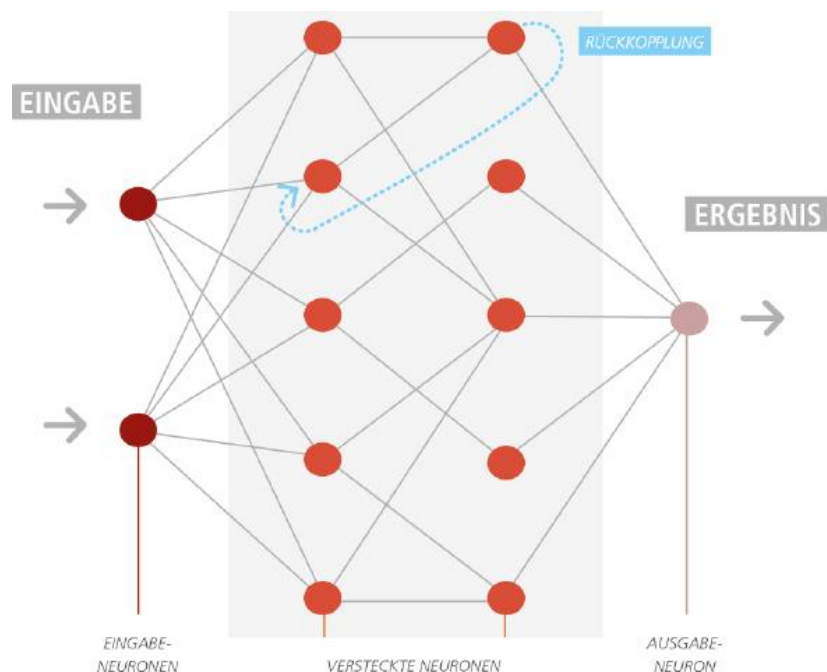 RÜCKKOPPLUNG
EINGABE
ERGEBNIS
EINGABE-
NEURONEN
VERSTECKTE NEURONEN
AUSGABE-
NEURON